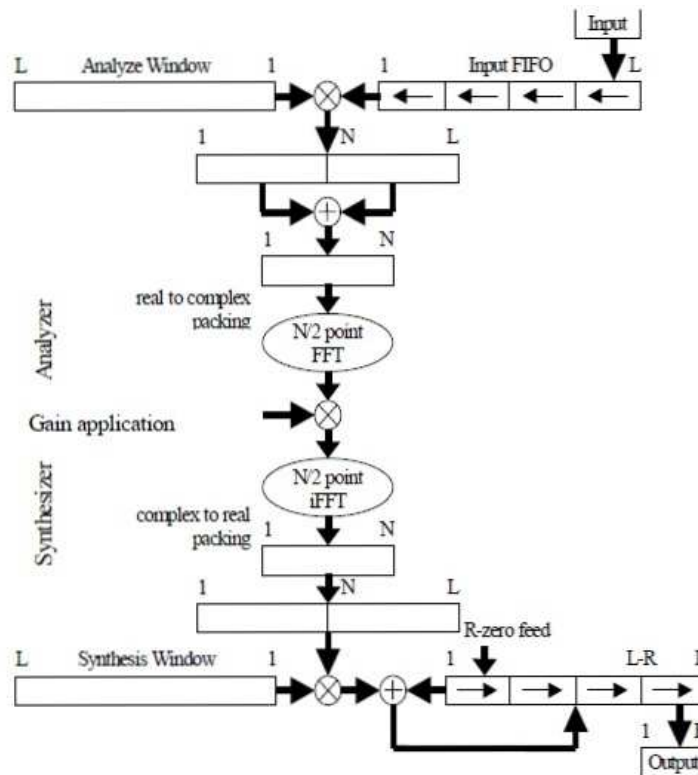 Input
L Analyze Window 1 1 Input FIFO L
1 N L
1 N
real to complex
packing
N/2 point
FFT
Analyzer
Gain application
Synthesizer
N/2 point
iFFT
complex to real
packing
1 N
1 N L
R-zero feed
L Synthesis Window 1 1 L-R
1
Output